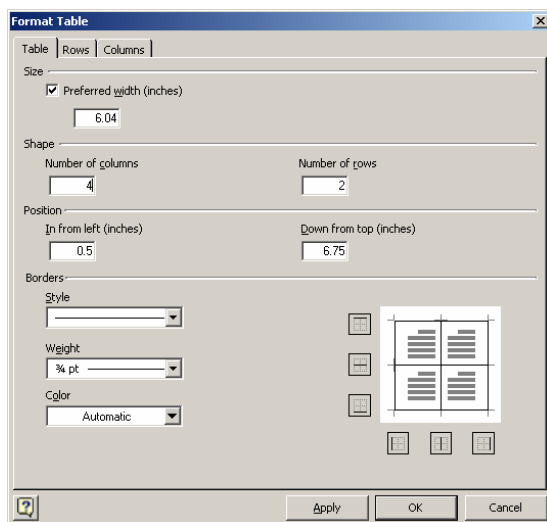 Format Table
Table Rows Columns
Size
Preferred width (inches)
6.04
Shape
Number of columns Number of rows
4 2
Position
In from left (inches) Down from top (inches)
0.5 6.75
Borders
Style
Weight
¾ pt
Color
Automatic
Apply OK Cancel